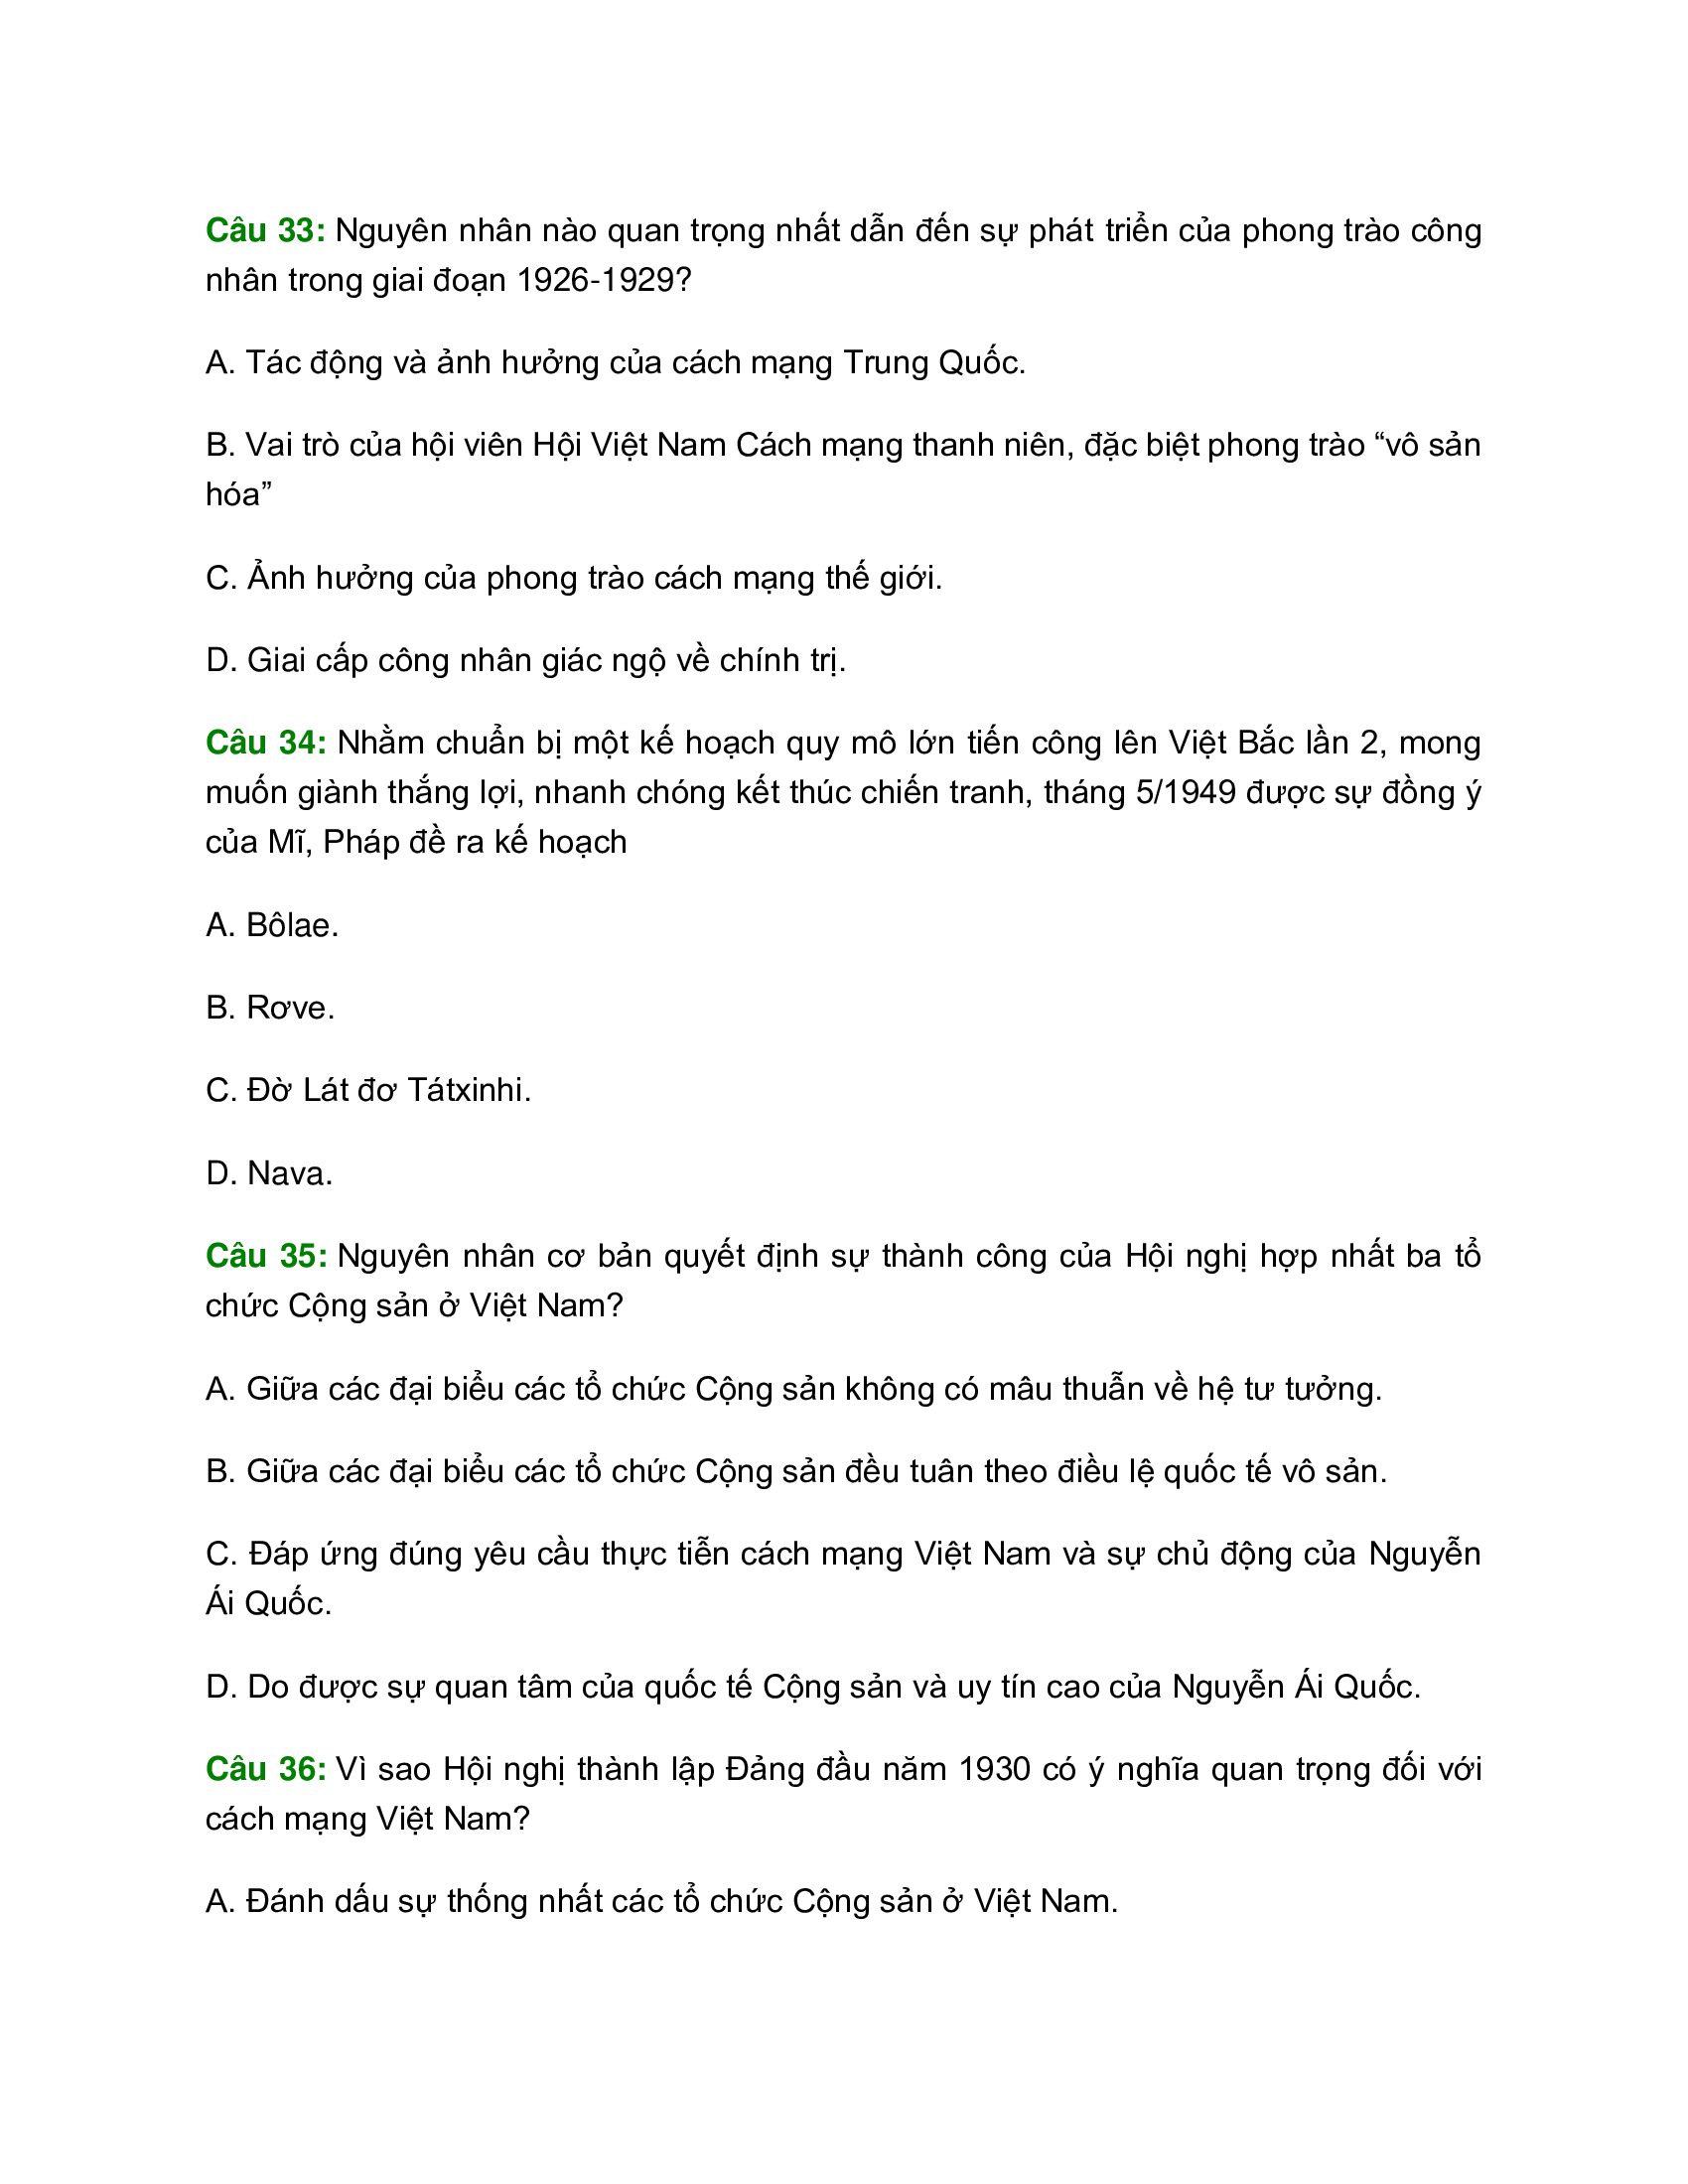 Câu 33: Nguyên nhân nào quan trọng nhất dẫn đến sự phát triển của phong trào công
nhân trong giai đoạn 1926-1929?
A. Tác động và ảnh hưởng của cách mạng Trung Quốc.
B. Vai trò của hội viên Hội Việt Nam Cách mạng thanh niên, đặc biệt phong trào “vô sản
hóa”
C. Ảnh hưởng của phong trào cách mạng thế giới.
D. Giai cấp công nhân giác ngộ về chính trị.
Câu 34: Nhằm chuẩn bị một kế hoạch quy mô lớn tiến công lên Việt Bắc lần 2, mong
muốn giành thắng lợi, nhanh chóng kết thúc chiến tranh, tháng 5/1949 được sự đồng ý
của Mĩ, Pháp đề ra kế hoạch
A. Bôlae.
B. Rơve.
C. Đờ Lát đơ Tátxinhi.
D. Nava.
Câu 35: Nguyên nhân cơ bản quyết định sự thành công của Hội nghị hợp nhất ba tổ
chức Cộng sản ở Việt Nam?
A. Giữa các đại biểu các tổ chức Cộng sản không có mâu thuẫn về hệ tư tưởng.
B. Giữa các đại biểu các tổ chức Cộng sản đều tuân theo điều lệ quốc tế vô sản.
C. Đáp ứng đúng yêu cầu thực tiễn cách mạng Việt Nam và sự chủ động của Nguyễn
Ái Quốc.
D. Do được sự quan tâm của quốc tế Cộng sản và uy tín cao của Nguyễn Ái Quốc.
Câu 36: Vì sao Hội nghị thành lập Đảng đầu năm 1930 có ý nghĩa quan trọng đối với
cách mạng Việt Nam?
A. Đánh dấu sự thống nhất các tổ chức Cộng sản ở Việt Nam.